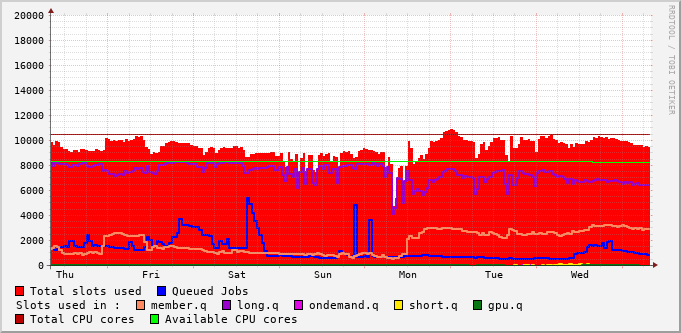 20000
18000
16000
14000
12000
10000
8000
6000
4000
2000
0
Thu Fri Sat Sun Mon Tue Wed
Total slots used Queued Jobs
Slots used in : member.q long.q ondemand.q short.q gpu.q
Total CPU cores Available CPU cores
RRDTOOL / TOBI OETIKER